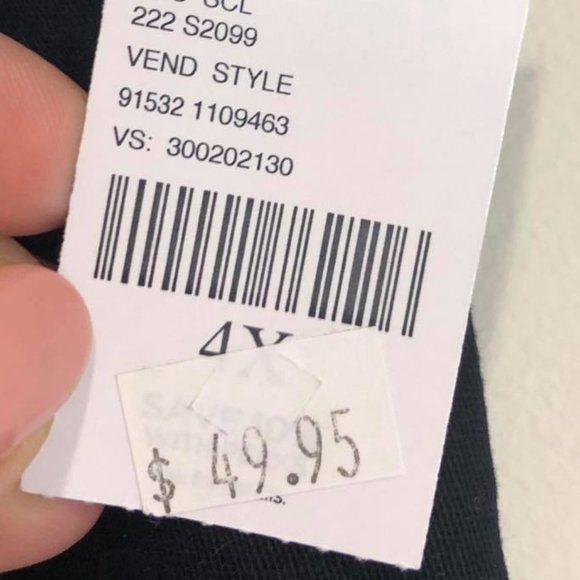 222 S2099
VEND STYLE
91532 1109463
VS: 300202130
4X
$ 49.95